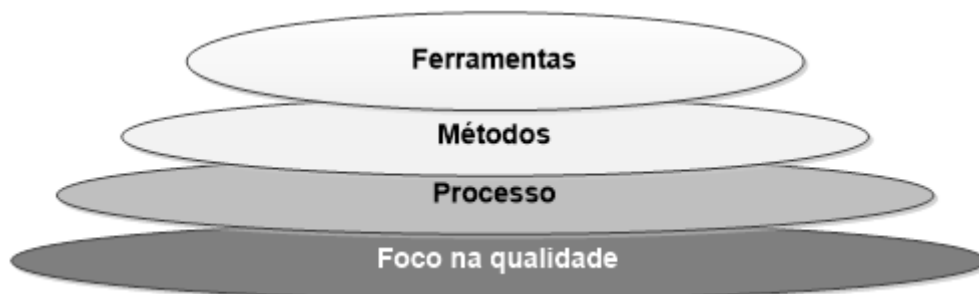 Ferramentas
Métodos
Processo
Foco na qualidade